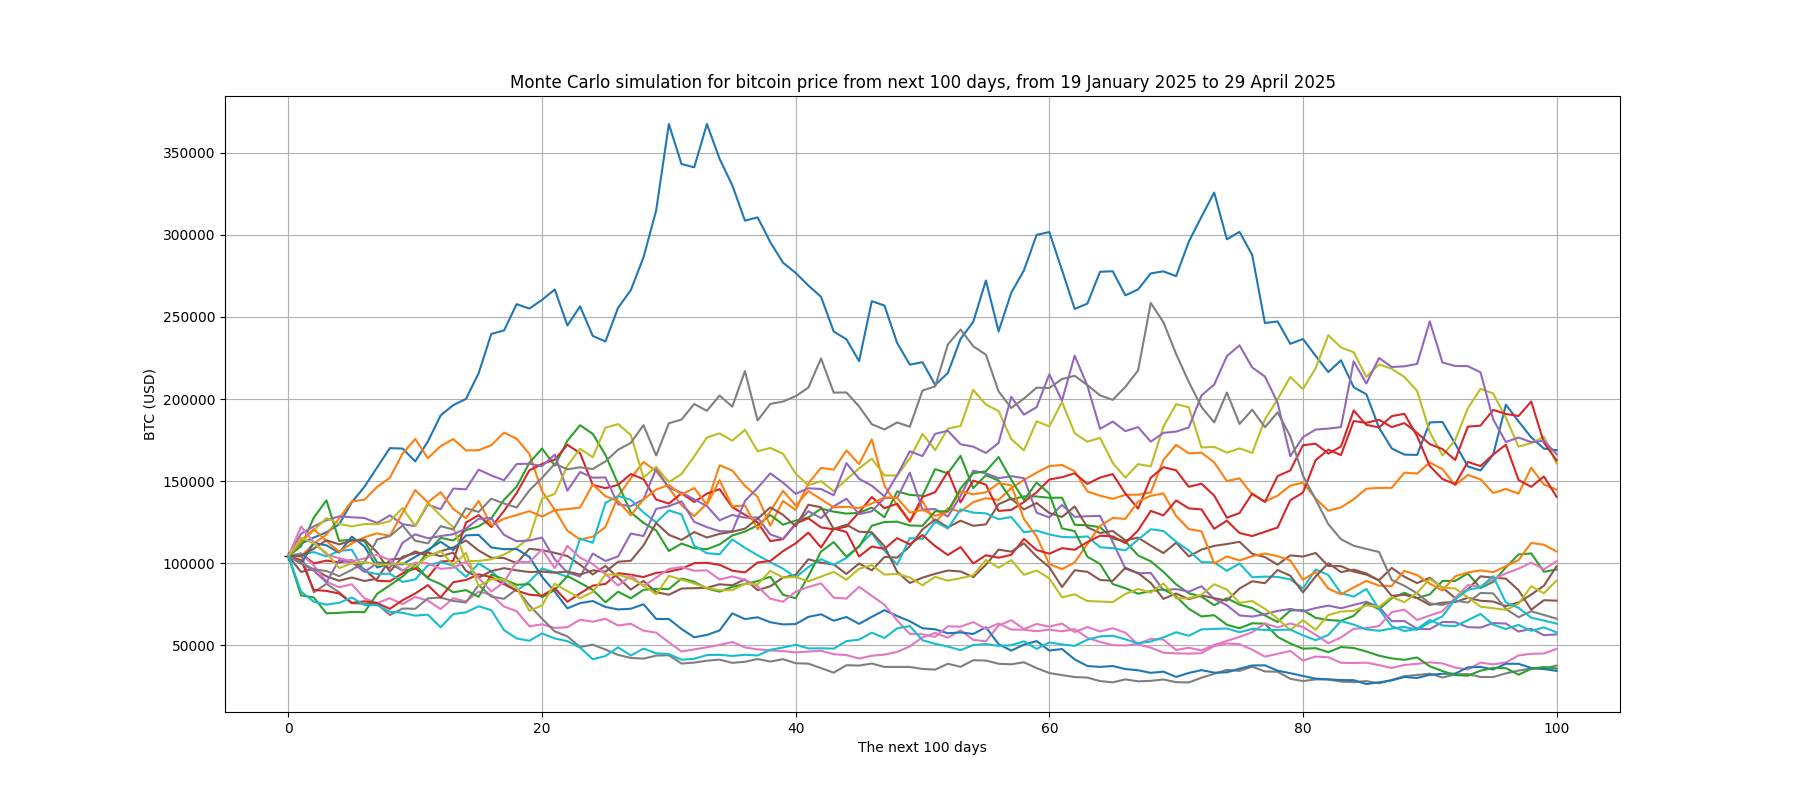 Monte Carlo simulation for bitcoin price from next 100 days, from 19 January 2025 to 29 April 2025
350000
300000
250000
200000
150000
100000
50000
BTC (USD)
0 20 40 60 80 100
The next 100 days